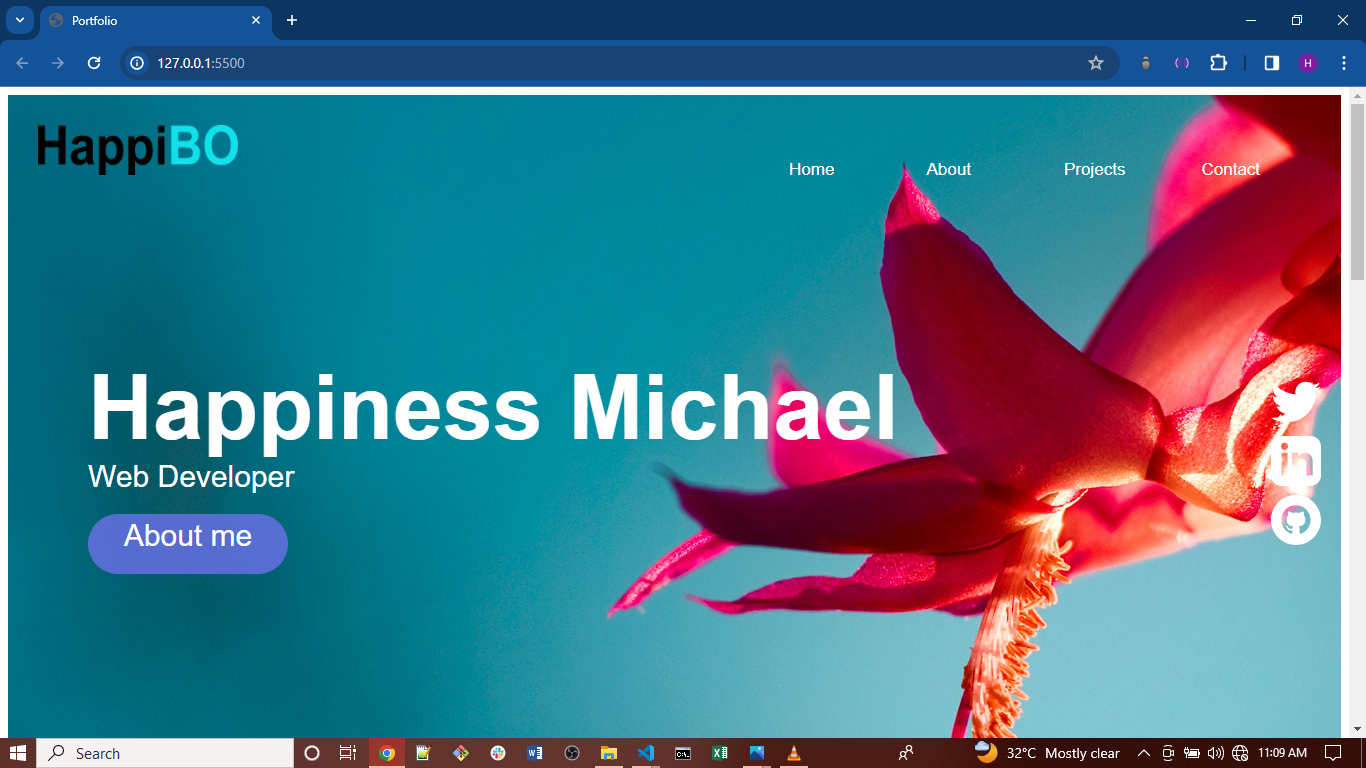 Portfolio
127.0.0.1:5500
H
HappiBO
Home About Projects Contact
Happiness Michael
Web Developer
in
About me
Search
32°C Mostly clear
11:09 AM